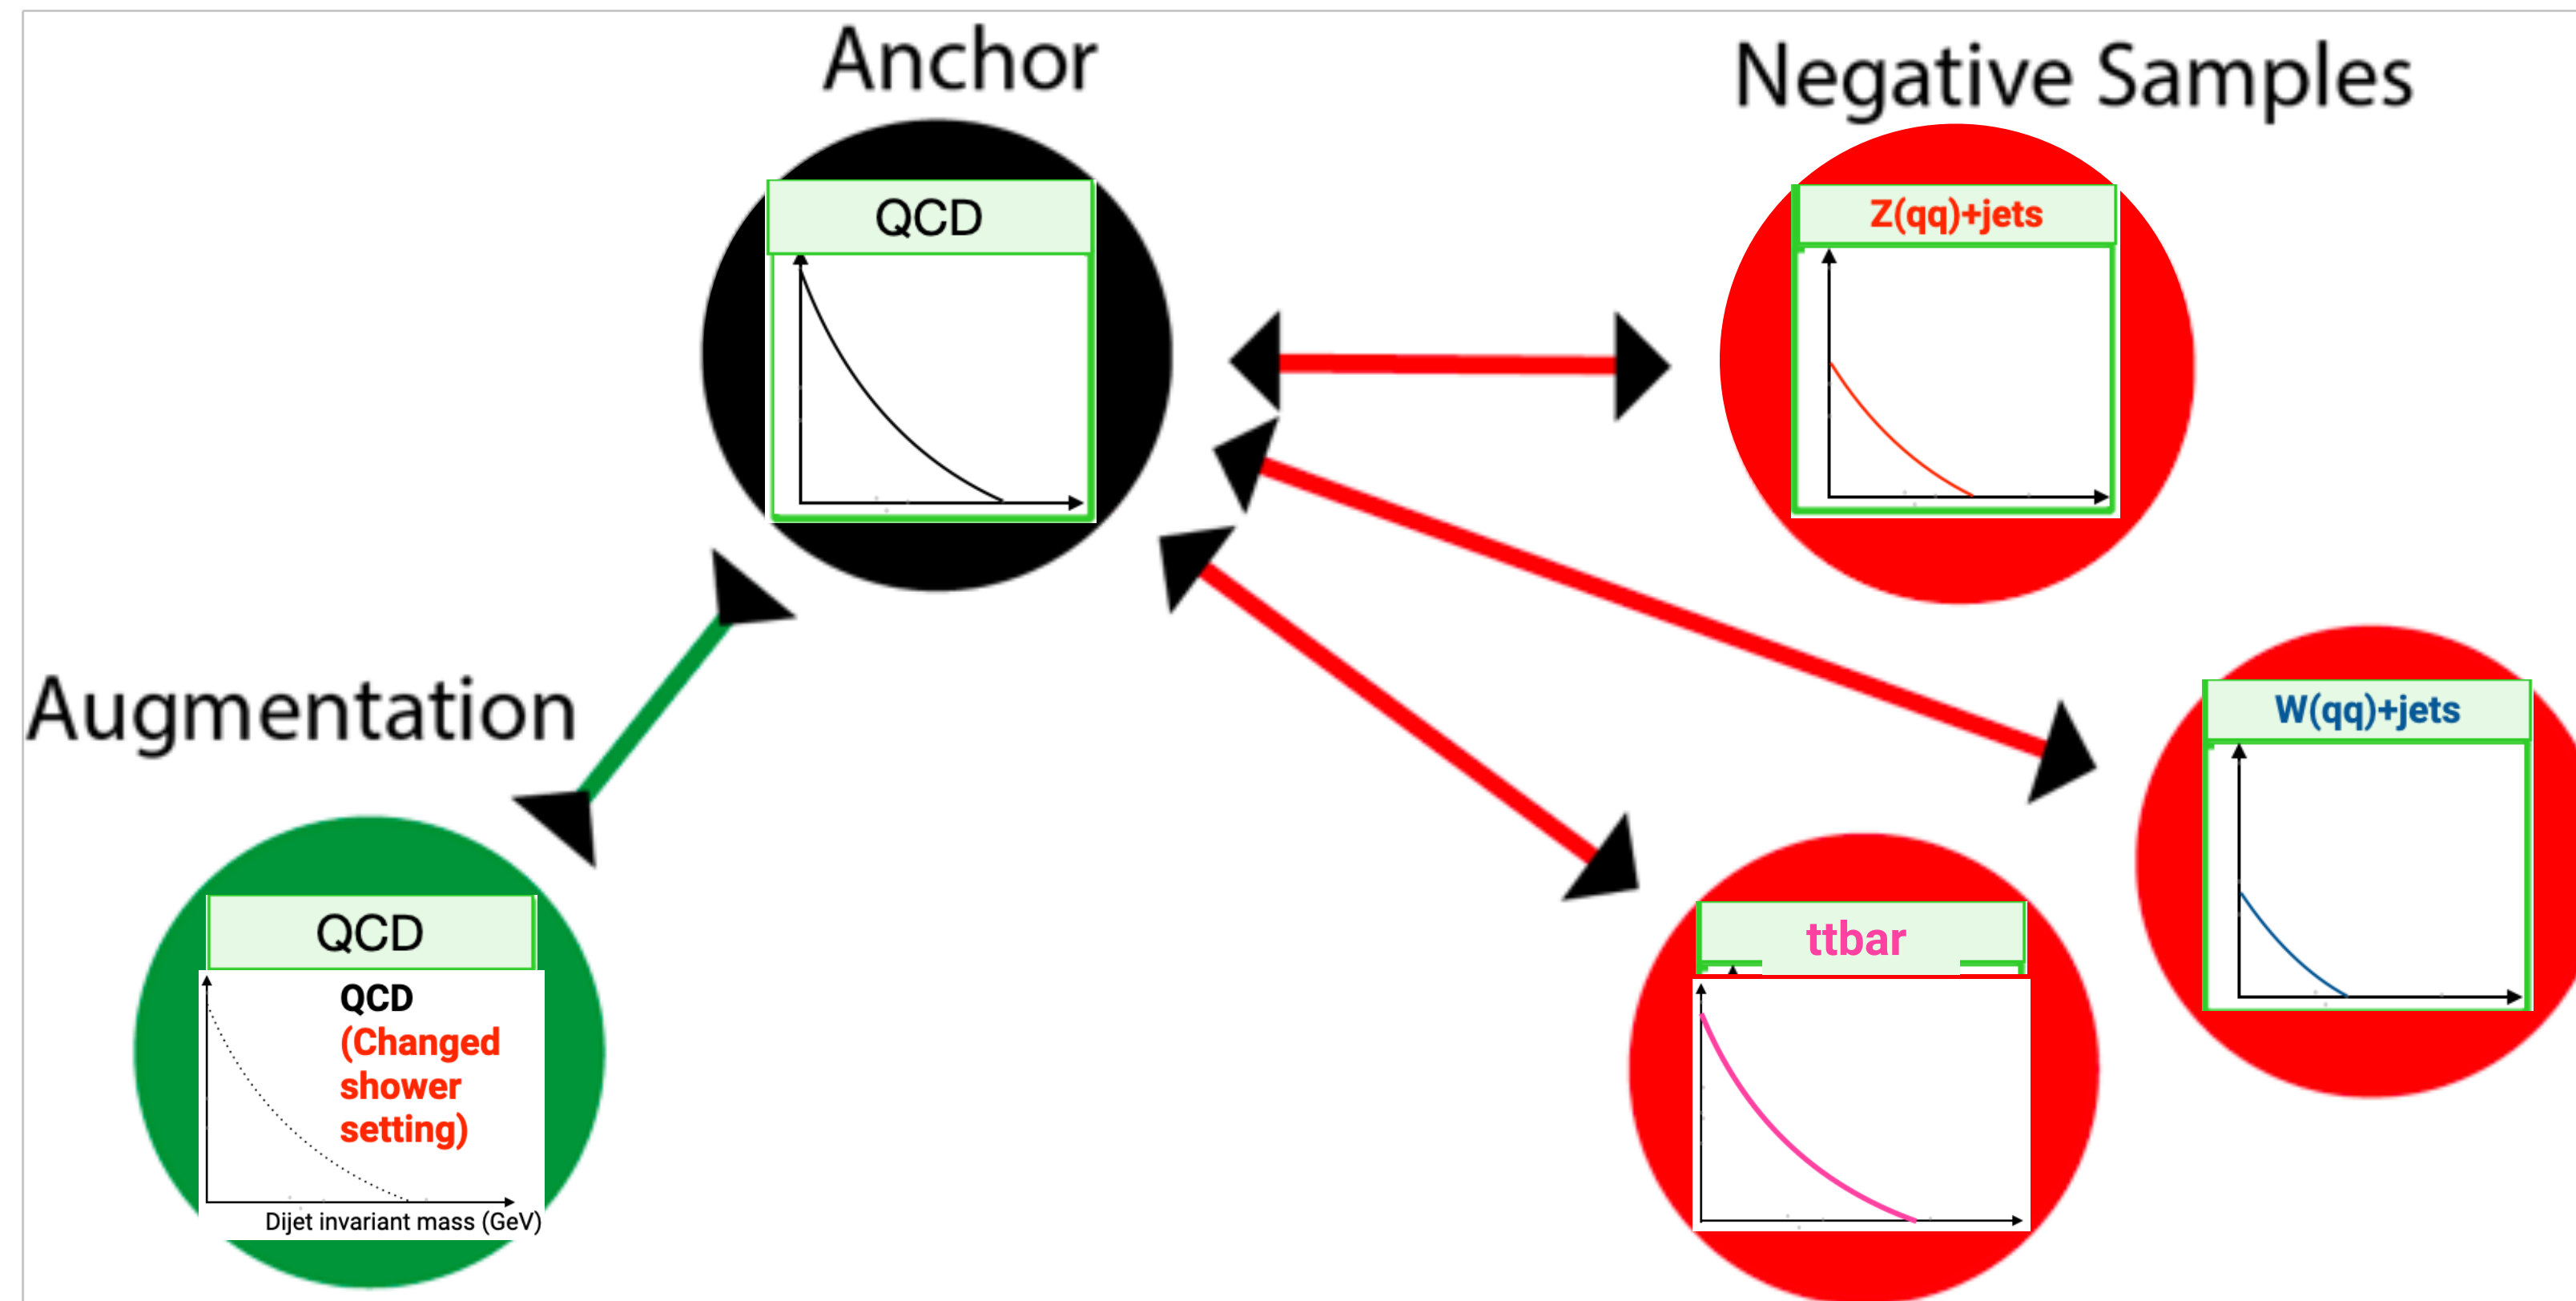 Anchor
Negative Samples
QCD
Z(qq)+jets
Augmentation
W(qq)+jets
QCD
QCD
(Changed
shower
setting)
Dijet invariant mass (GeV)
ttbar